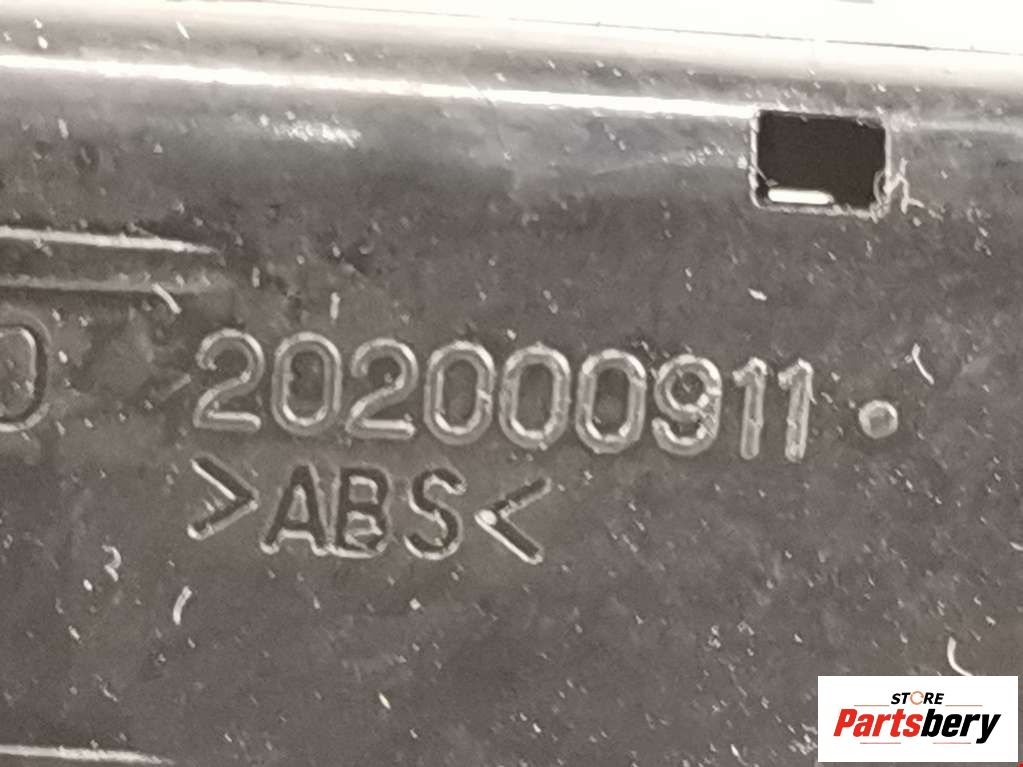 202000911.
>ABS<
STORE
Partsbery